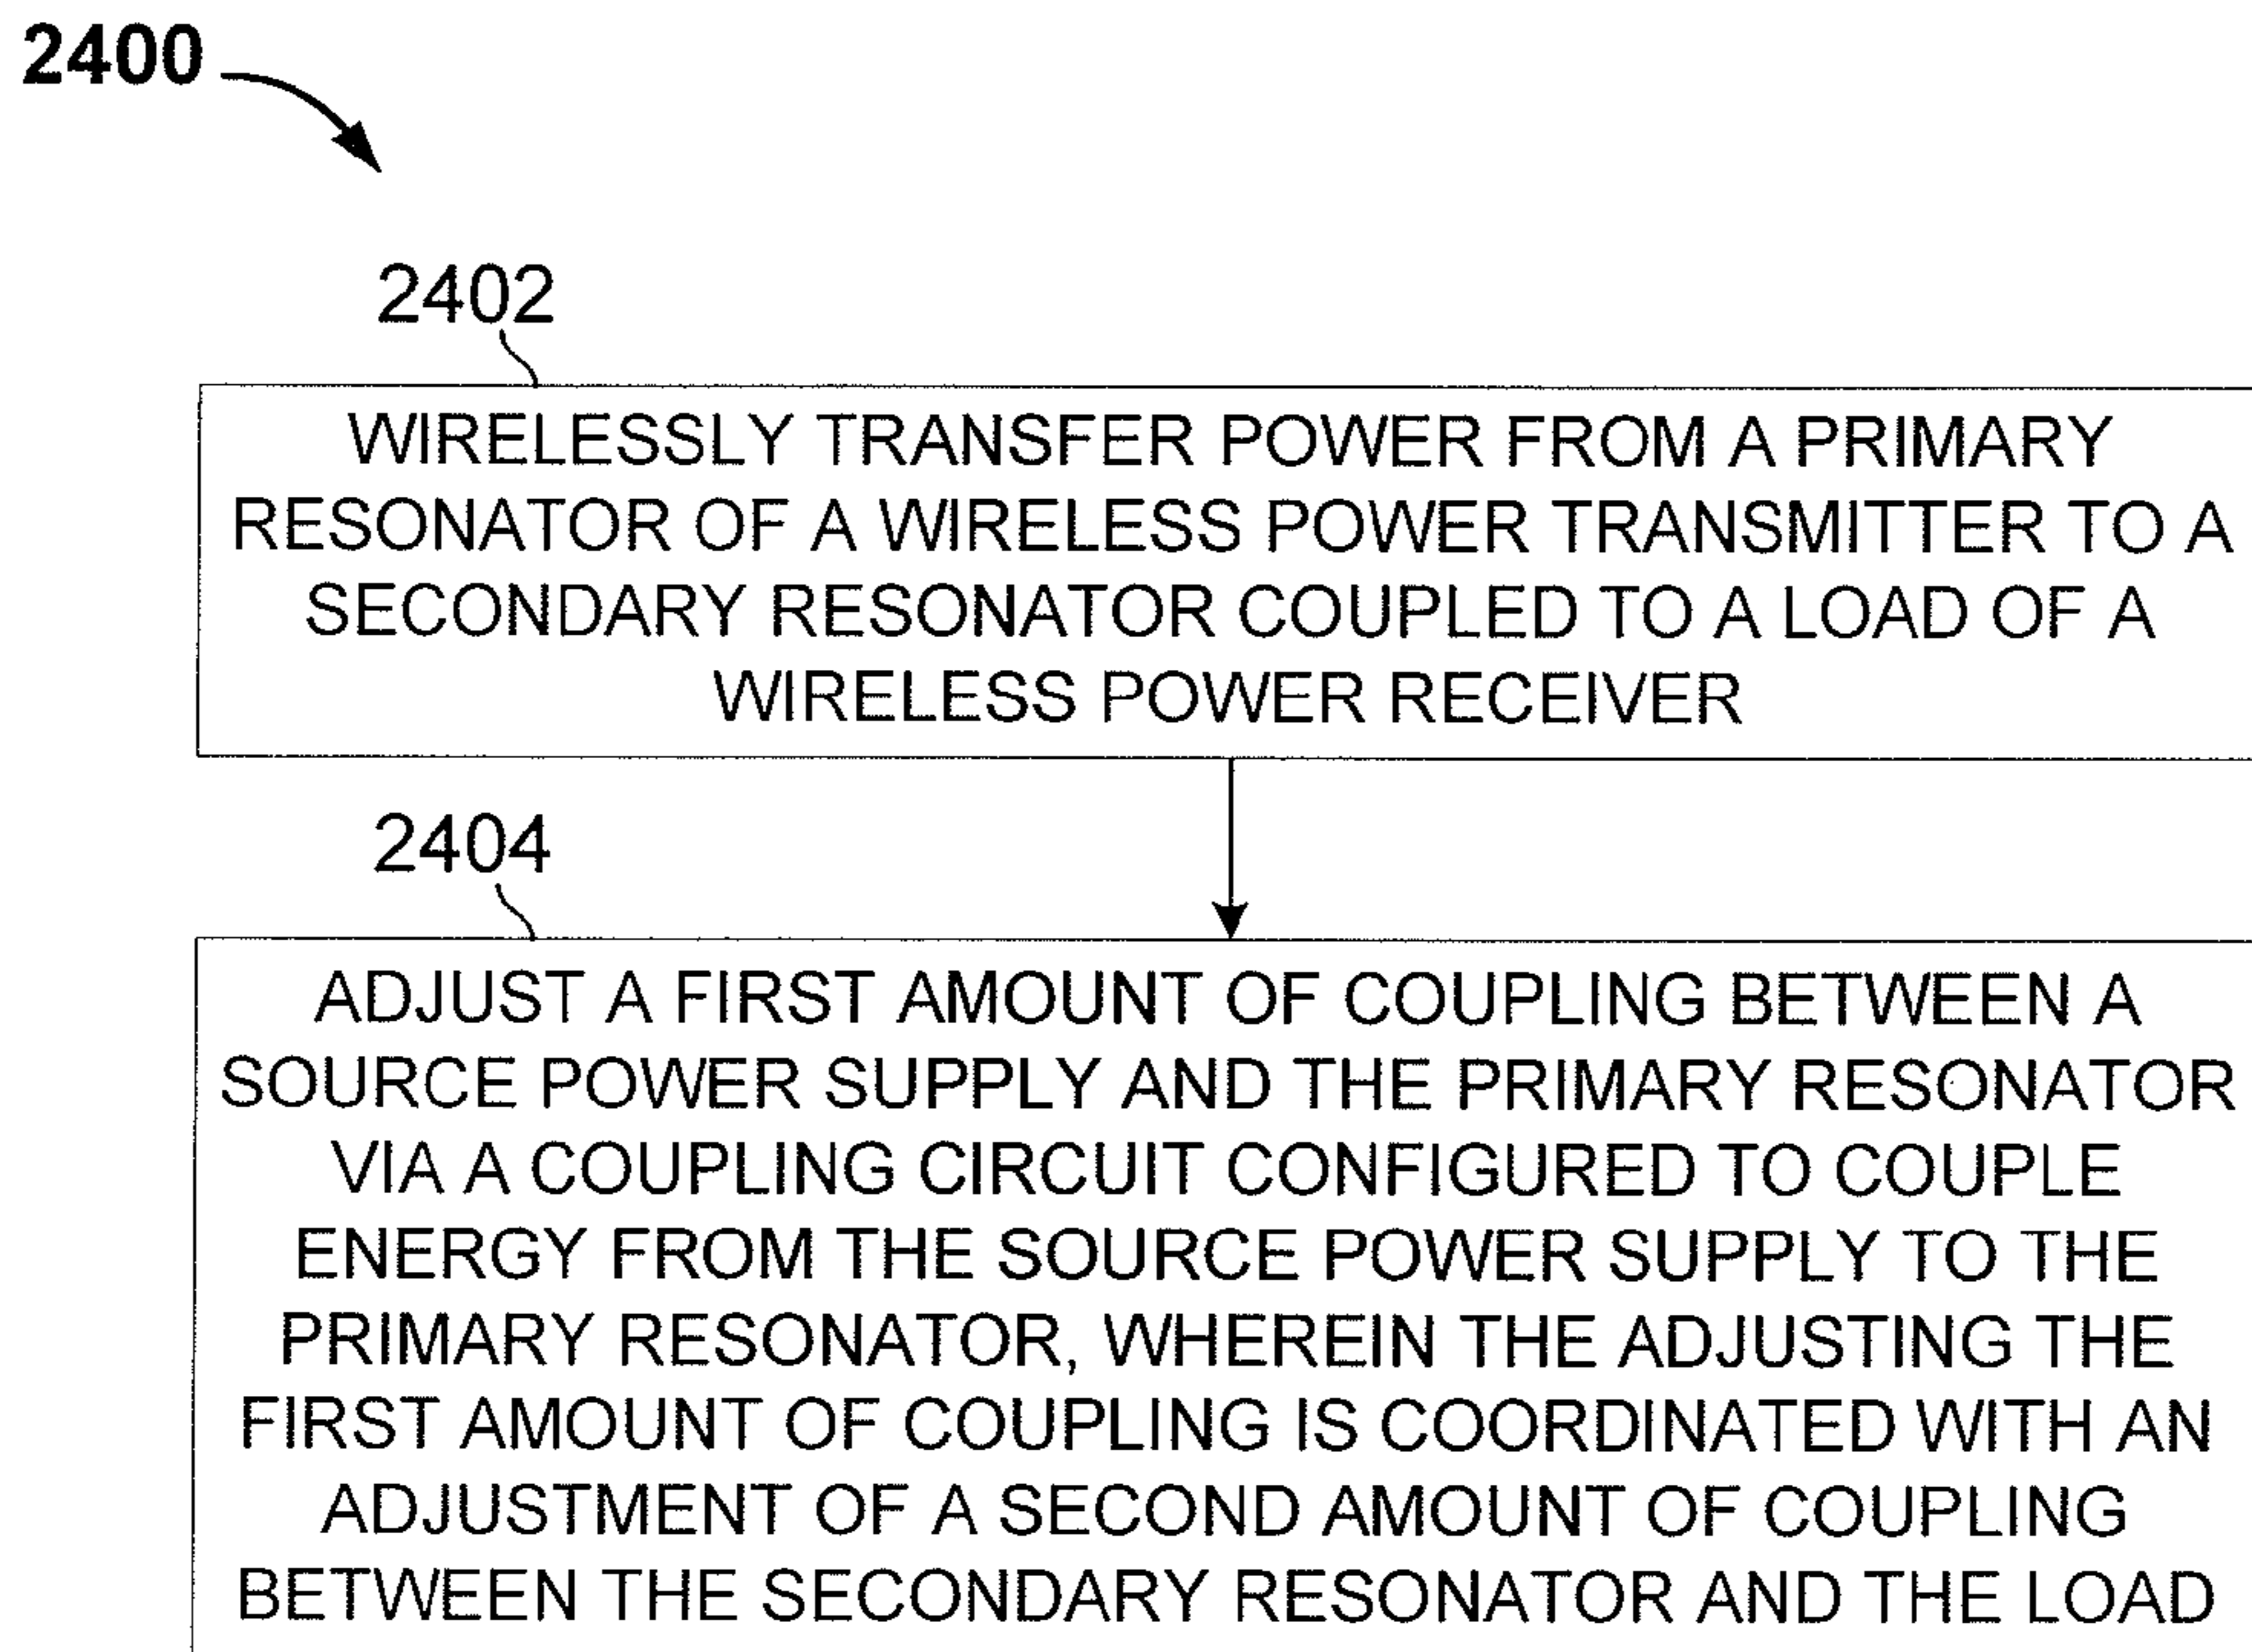 2400
2402
WIRELESSLY TRANSFER POWER FROM A PRIMARY
RESONATOR OF A WIRELESS POWER TRANSMITTER TO A
SECONDARY RESONATOR COUPLED TO A LOAD OF A
WIRELESS POWER RECEIVER
2404
ADJUST A FIRST AMOUNT OF COUPLING BETWEEN A
SOURCE POWER SUPPLY AND THE PRIMARY RESONATOR
VIA A COUPLING CIRCUIT CONFIGURED TO COUPLE
ENERGY FROM THE SOURCE POWER SUPPLY TO THE
PRIMARY RESONATOR, WHEREIN THE ADJUSTING THE
FIRST AMOUNT OF COUPLING IS COORDINATED WITH AN
ADJUSTMENT OF A SECOND AMOUNT OF COUPLING
BETWEEN THE SECONDARY RESONATOR AND THE LOAD